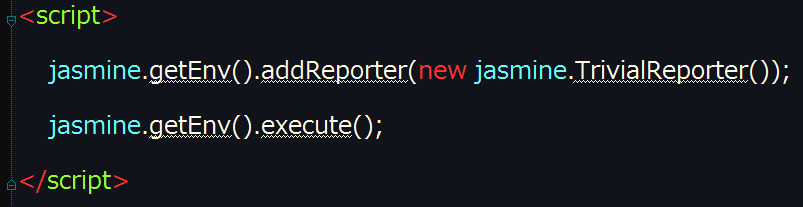 <script>
jasmine.getEnv().addReporter(new jasmine.TrivialReporter());
jasmine.getEnv().execute();
</script>